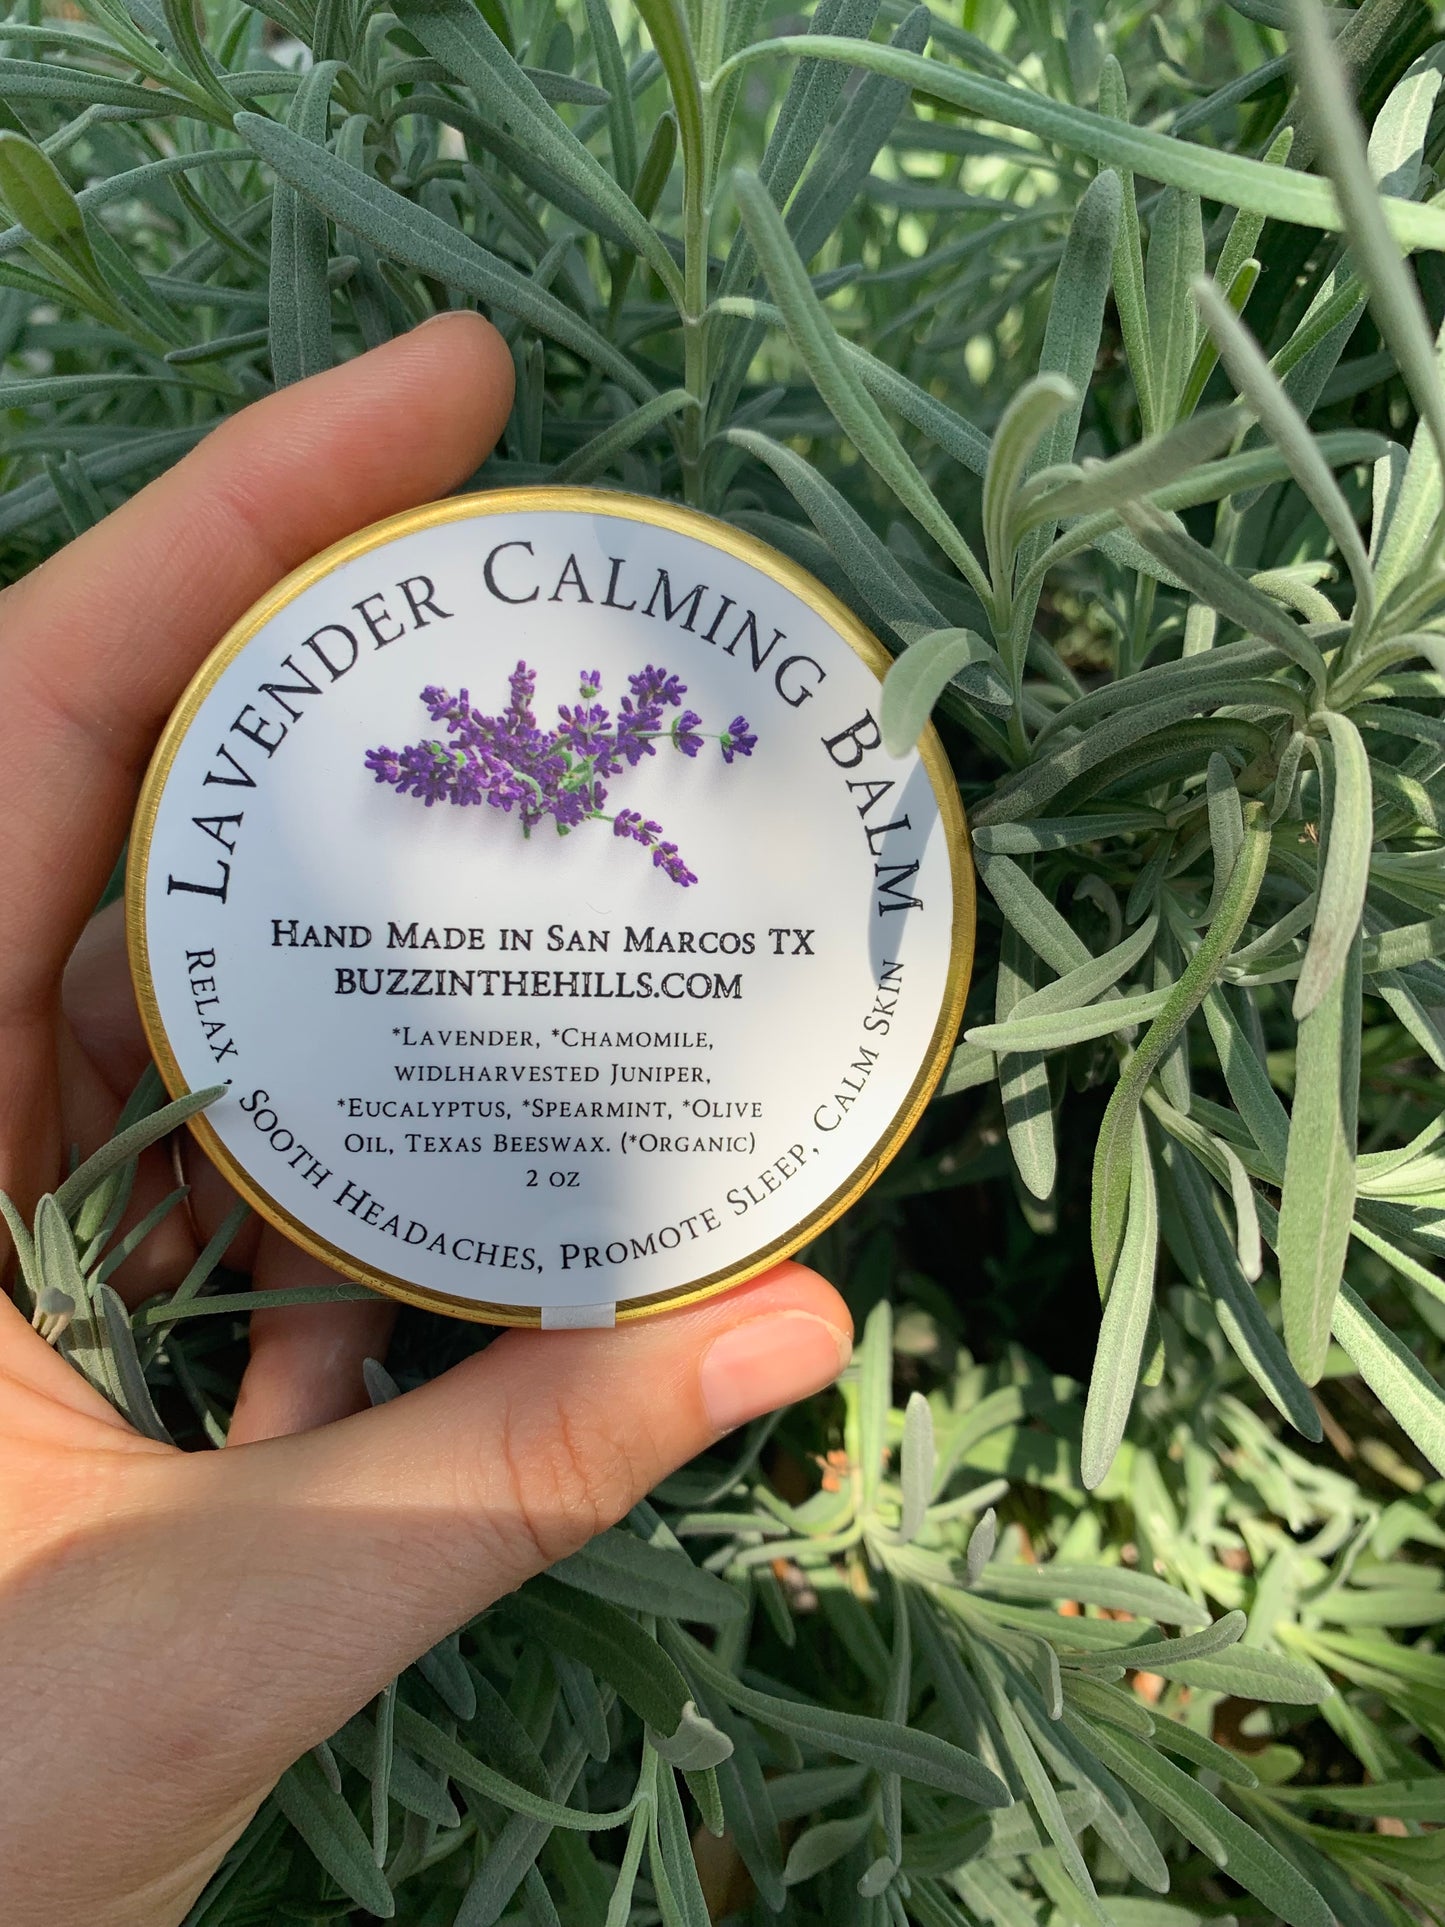 Lavender Calming Balm
Hand Made in San Marcos TX
BUZZINTHEHILLS.COM
*Lavender, *Chamomile,
widlharvested Juniper,
*Eucalyptus, *Spearmint, *Olive
Oil, Texas Beeswax. (*Organic)
2 oz
Relax, Sooth Headaches, Promote Sleep, Calm Skin